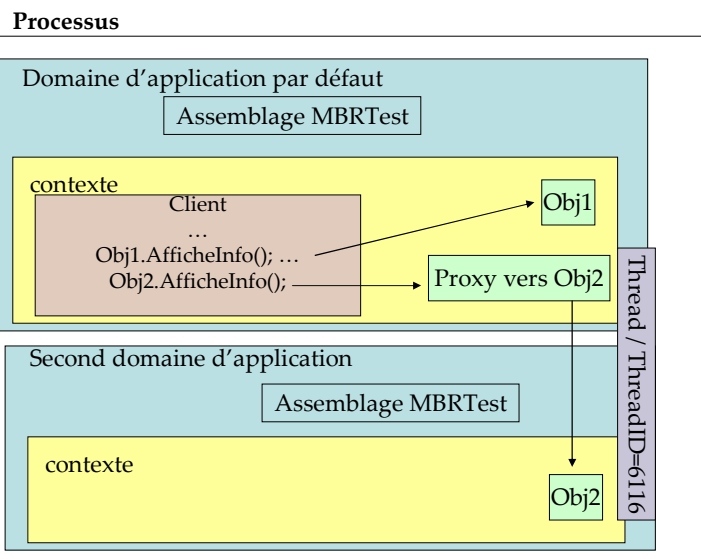 Processus
Domaine d'application par défaut
Assemblage MBRTest
contexte
Client
…
Obj1.AfficheInfo(); …
Obj2.AfficheInfo();
Obj1
Proxy vers Obj2
Thread / ThreadID=6116
Second domaine d'application
Assemblage MBRTest
contexte
Obj2